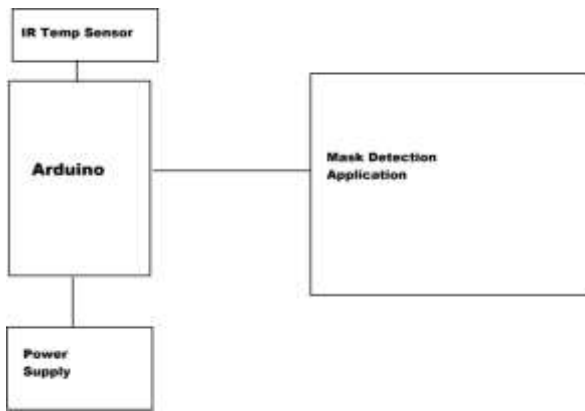 IR Temp Sensor
Arduino
Mask Detection
Application
Power
Supply